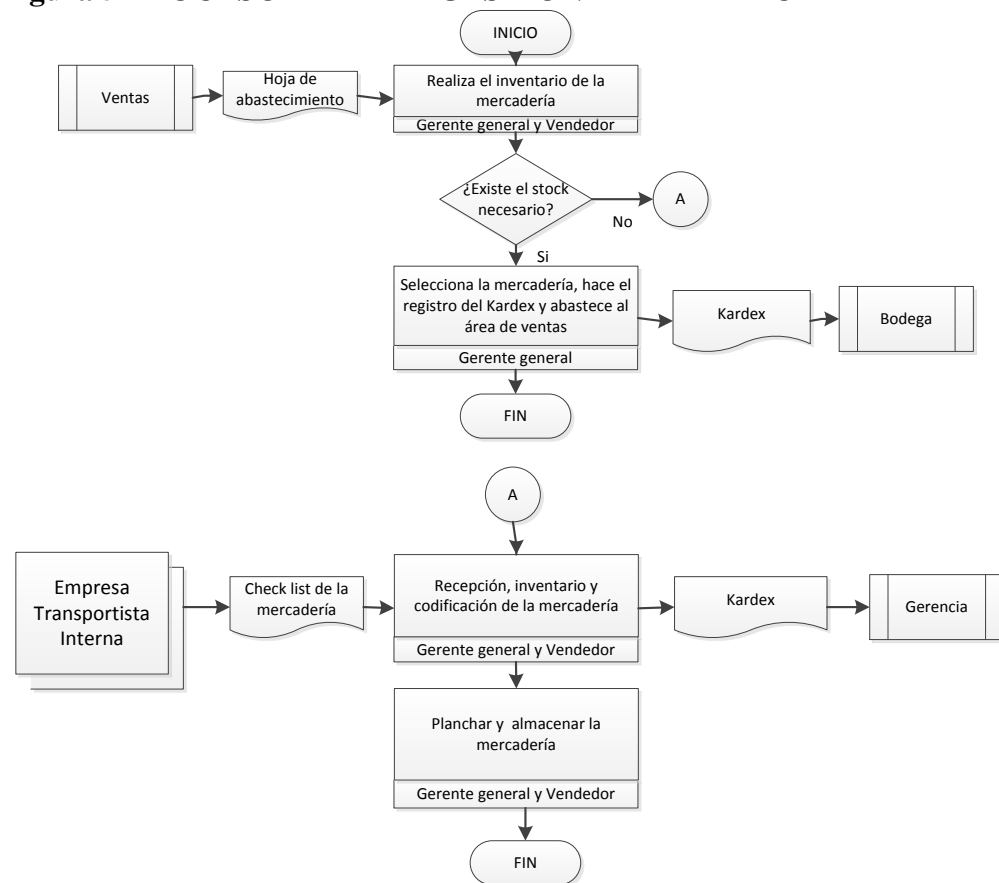 INICIO
Ventas
Hoja de
abastecimiento
Realiza el inventario de la
mercadería
Gerente general y Vendedor
¿Existe el stock
necesario?
A
No
Si
Selecciona la mercadería, hace el
registro del Kardex y abastece al
área de ventas
Gerente general
Kardex
Bodega
FIN
A
Empresa
Transportista
Interna
Check list de la
mercadería
Recepción, inventario y
codificación de la mercadería
Gerente general y Vendedor
Kardex
Gerencia
Planchar y almacenar la
mercadería
Gerente general y Vendedor
FIN